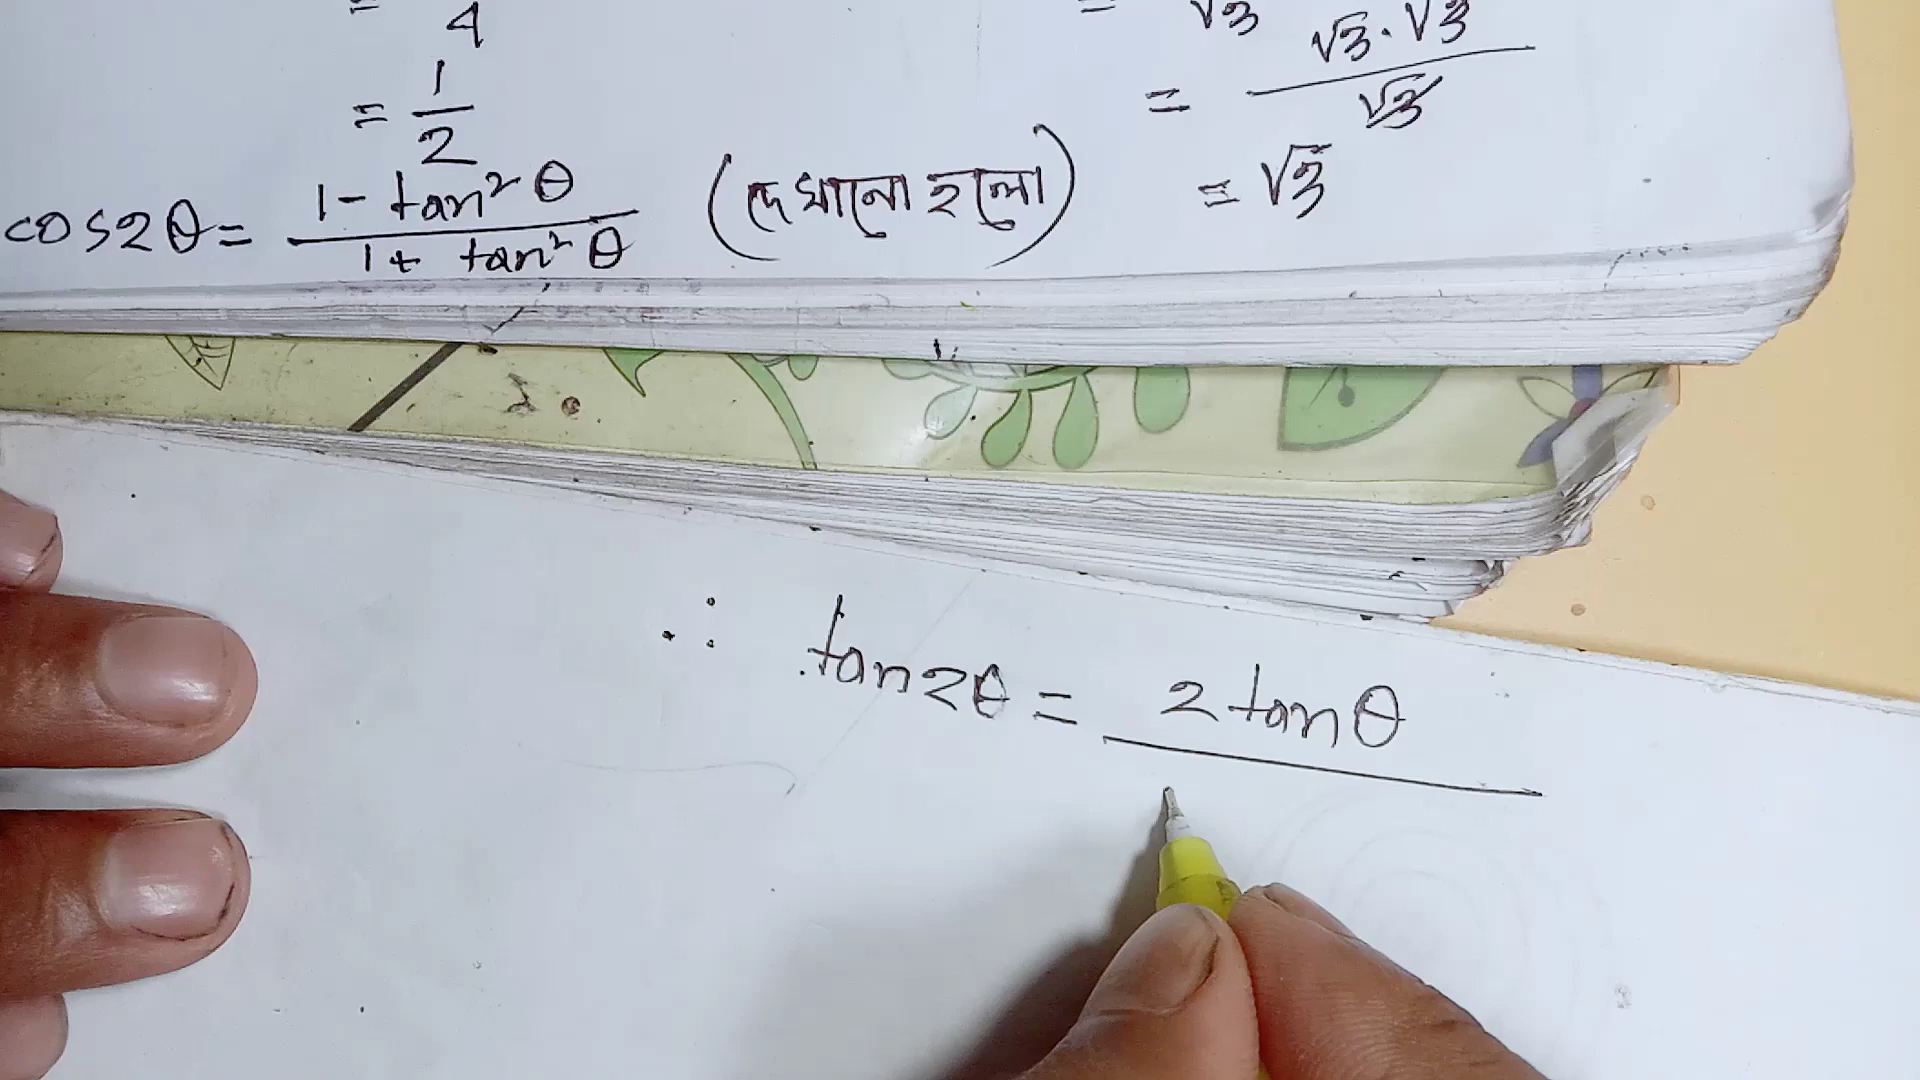 = 4
= 1/2
cos2θ = (1 - tan²θ)/(1 + tan²θ) (দেখানো হলো)
= √3
= (√3 . √3)/√3
= √3
∴ tan2θ = 2tanθ/